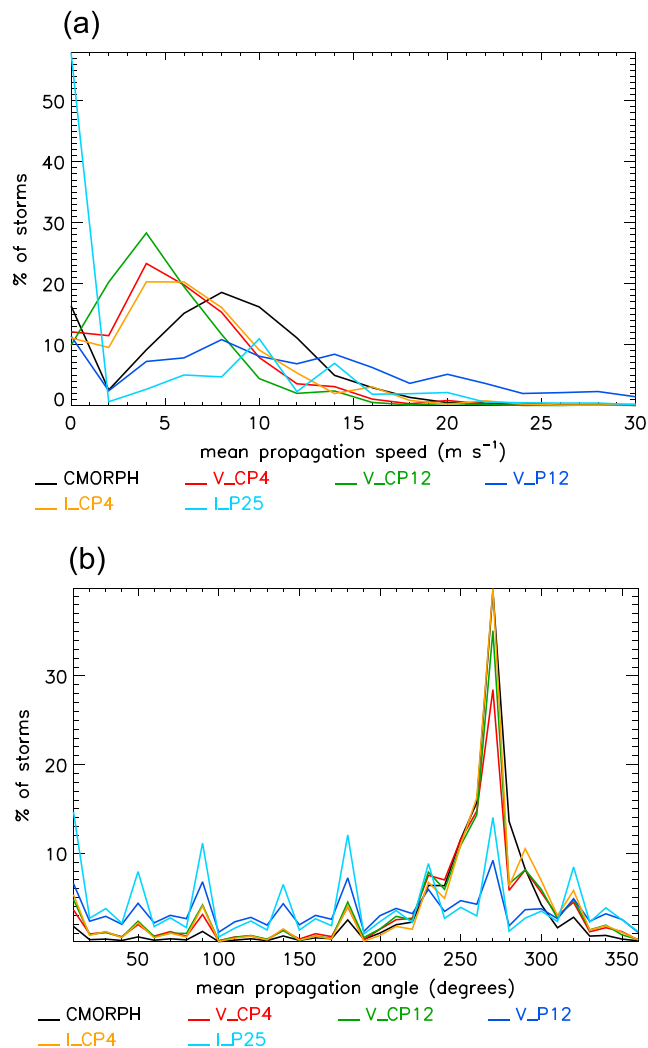 (a)
% of storms
50
40
30
20
10
0
0 5 10 15 20 25 30
mean propagation speed (m s⁻¹)
CMORPH V_CP4 V_CP12 V_P12
I_CP4 I_P25
(b)
% of storms
30
20
10
50 100 150 200 250 300 350
mean propagation angle (degrees)
CMORPH V_CP4 V_CP12 V_P12
I_CP4 I_P25